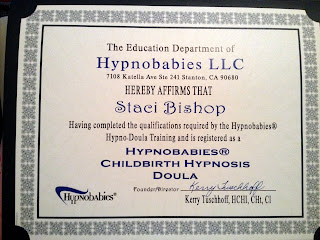 The Education Department of
Hypnobabies LLC
7108 Katella Ave Ste 241 Stanton, CA 90680
HEREBY AFFIRMS THAT
Staci Bishop
Having completed the qualifications required by the Hypnobabies®
Hypno-Doula Training and is registered as a
HYPNOBABIES®
CHILDBIRTH HYPNOSIS
DOULA
Founder/Director Kerry Tuschhoff
Hypnobabies® Kerry Tuschhoff, HCHI, CHt, CI